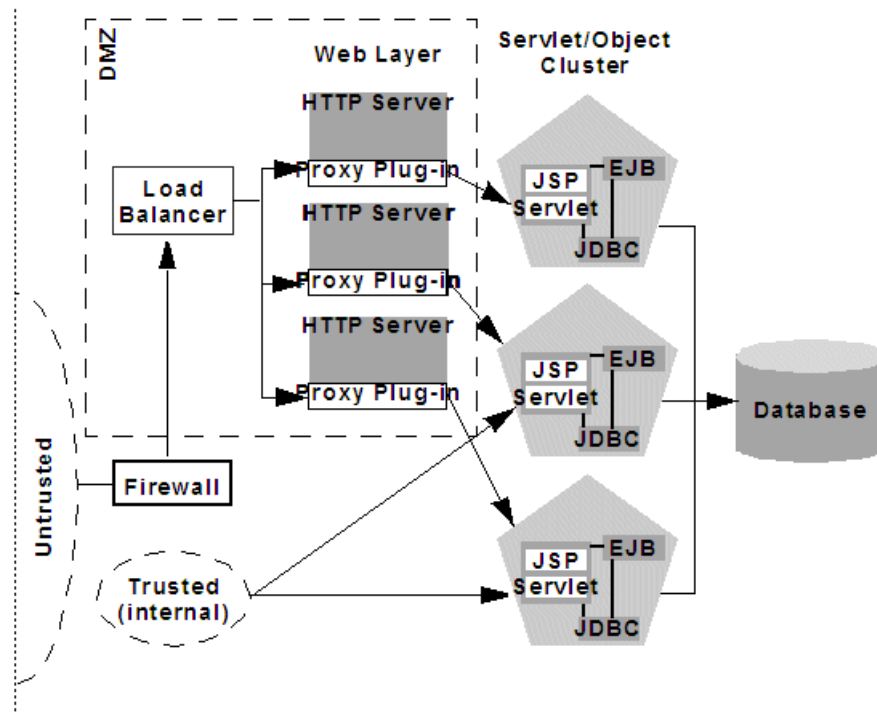 DMZ
Web Layer
Servlet/Object
Cluster
HTTP Server
Proxy Plug-in
HTTP Server
Proxy Plug-in
HTTP Server
Proxy Plug-in
Load
Balancer
JSP
Servlet
EJB
JDBC
JSP
Servlet
EJB
JDBC
JSP
Servlet
EJB
JDBC
Database
Untrusted
Firewall
Trusted
(internal)